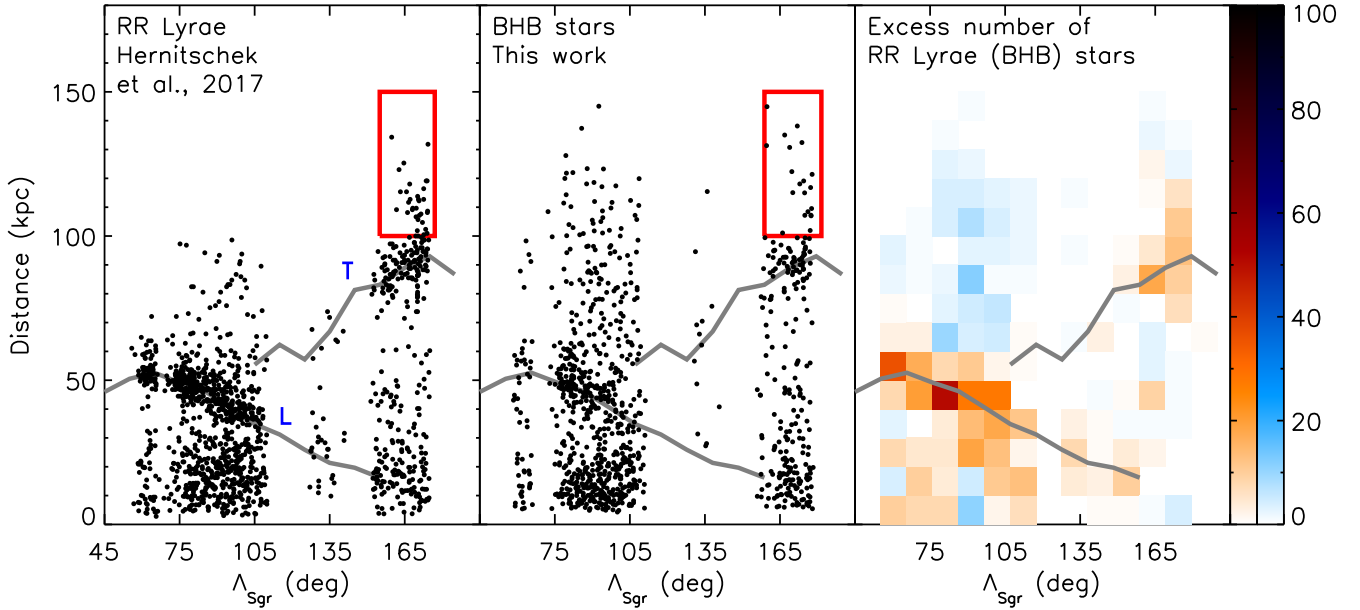 RR Lyrae
Hernitschek
et al., 2017
BHB stars
This work
Excess number of
RR Lyrae (BHB) stars
T
L
Distance (kpc)
150
100
50
0
45 75 105 135 165
75 105 135 165
75 105 135 165
Λ_Sgr (deg)
Λ_Sgr (deg)
Λ_Sgr (deg)
100
80
60
40
20
0